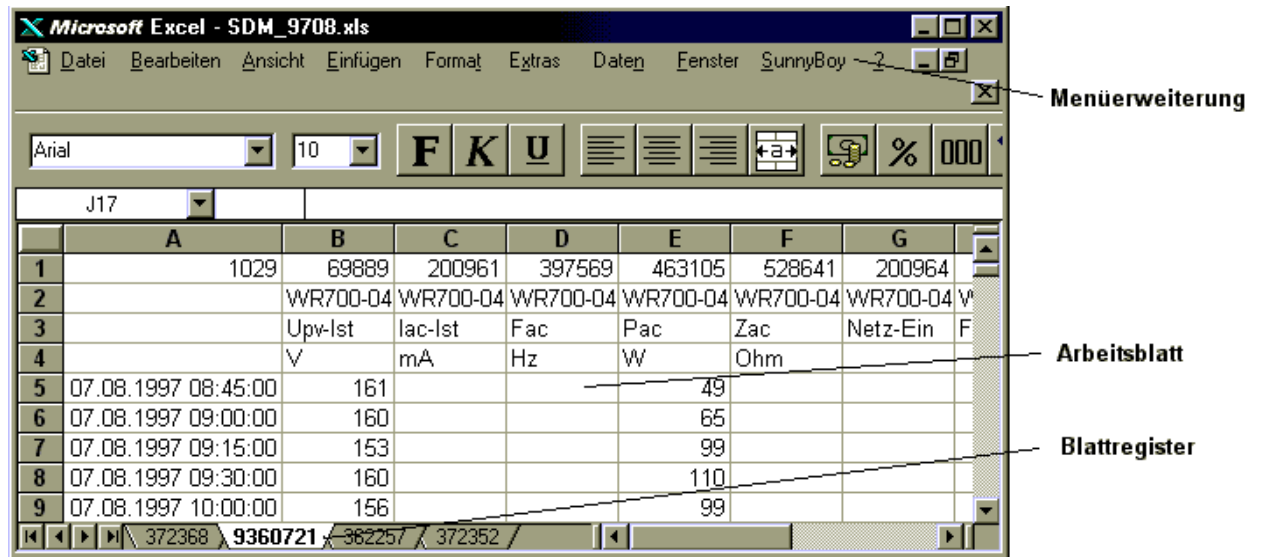 Microsoft Excel - SDM_9708.xls
Datei Bearbeiten Ansicht Einfügen Format Extras Daten Fenster SunnyBoy ?
Menüerweiterung
Arial 10 F K U a % 000
J17
A B C D E F G
1 1029 69889 200961 397569 463105 528641 200964
2 WR700-04 WR700-04 WR700-04 WR700-04 WR700-04 WR700-04 W
3 Upv-Ist Iac-Ist Fac Pac Zac Netz-Ein F
4 V mA Hz W Ohm
Arbeitsblatt
5 07.08.1997 08:45:00 161 49
6 07.08.1997 09:00:00 160 65
7 07.08.1997 09:15:00 153 99
Blattregister
8 07.08.1997 09:30:00 160 110
9 07.08.1997 10:00:00 156 99
372368 9360721 362257 372352